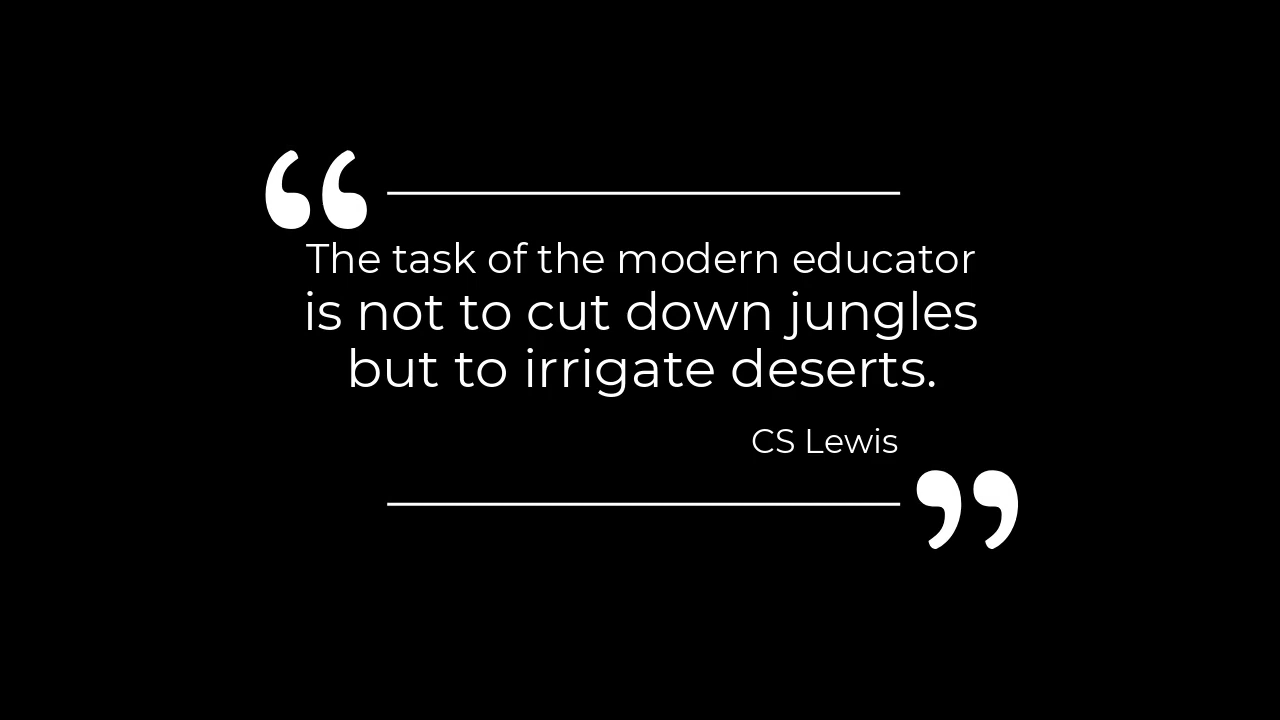 “
The task of the modern educator
is not to cut down jungles
but to irrigate deserts.
CS Lewis
”